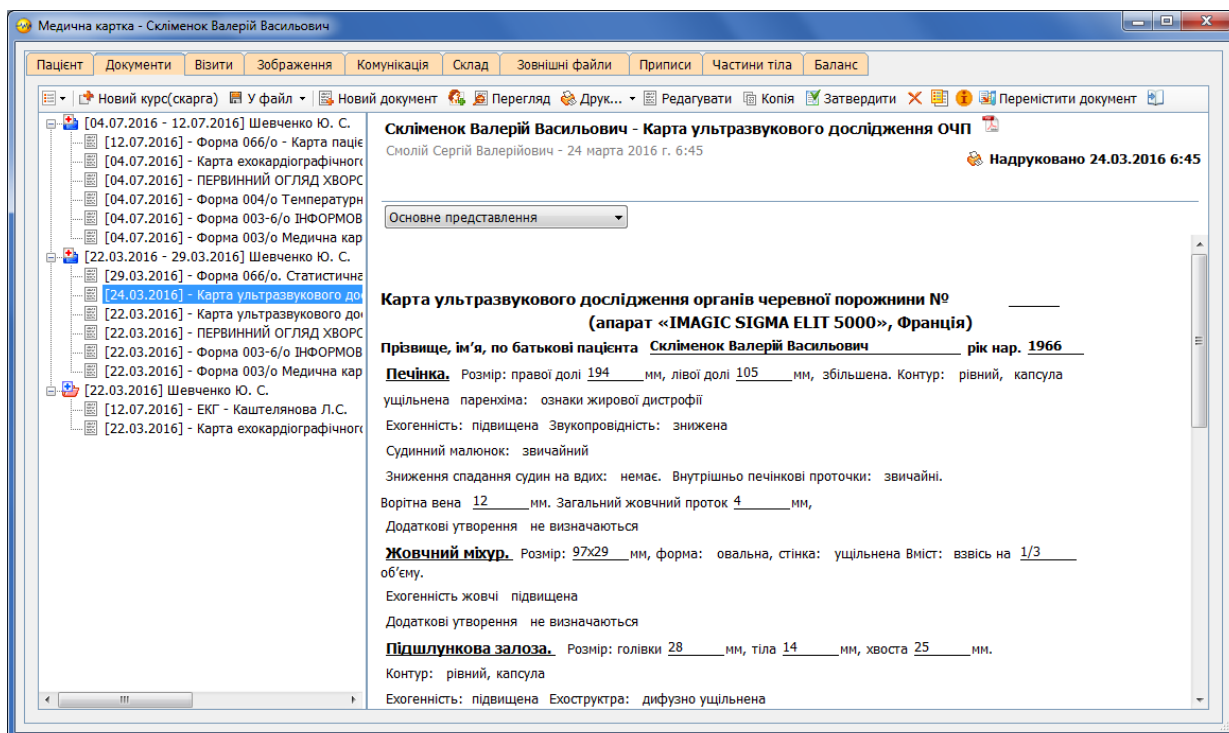 Медична картка - Скліменок Валерій Васильович
Пацієнт Документи Візити Зображення Комунікація Склад Зовнішні файли Приписи Частини тіла Баланс
Новий курс(скарга) У файл Новий документ Перегляд Друк... Редагувати Копія Затвердити Перемістити документ
[04.07.2016 - 12.07.2016] Шевченко Ю. С.
[12.07.2016] - Форма 066/о - Карта паціє
[04.07.2016] - Карта ехокардіографічного
[04.07.2016] - ПЕРВИННИЙ ОГЛЯД ХВОРО
[04.07.2016] - Форма 004/о Температурн
[04.07.2016] - Форма 003-6/о ІНФОРМОВ
[04.07.2016] - Форма 003/о Медична кар
[22.03.2016 - 29.03.2016] Шевченко Ю. С.
[29.03.2016] - Форма 066/о. Статистична
[24.03.2016] - Карта ультразвукового до
[22.03.2016] - Карта ультразвукового до
[22.03.2016] - ПЕРВИННИЙ ОГЛЯД ХВОРО
[22.03.2016] - Форма 003-6/о ІНФОРМОВ
[22.03.2016] - Форма 003/о Медична кар
[22.03.2016] Шевченко Ю. С.
[12.07.2016] - ЕКГ - Каштелянова Л.С.
[22.03.2016] - Карта ехокардіографічного
Скліменок Валерій Васильович - Карта ультразвукового дослідження ОЧП
Смолій Сергій Валерійович - 24 марта 2016 г. 6:45
Надруковано 24.03.2016 6:45
Основне представлення
Карта ультразвукового дослідження органів черевної порожнини №
(апарат «IMAGIC SIGMA ELIT 5000», Франція)
Прізвище, ім’я, по батькові пацієнта Скліменок Валерій Васильович рік нар. 1966
Печінка. Розмір: правої долі 194 мм, лівої долі 105 мм, збільшена. Контур: рівний, капсула
ущільнена паренхіма: ознаки жирової дистрофії
Ехогенність: підвищена Звукопровідність: знижена
Судинний малюнок: звичайний
Зниження спадання судин на вдих: немає. Внутрішньо печінкові проточки: звичайні.
Ворітна вена 12 мм. Загальний жовчний проток 4 мм,
Додаткові утворення не визначаються
Жовчний міхур. Розмір: 97x29 мм, форма: овальна, стінка: ущільнена Вміст: взвісь на 1/3
об’єму.
Ехогенність жовчі підвищена
Додаткові утворення не визначаються
Підшлункова залоза. Розмір: голівки 28 мм, тіла 14 мм, хвоста 25 мм.
Контур: рівний, капсула
Ехогенність: підвищена Ехоструктра: дифузно ущільнена